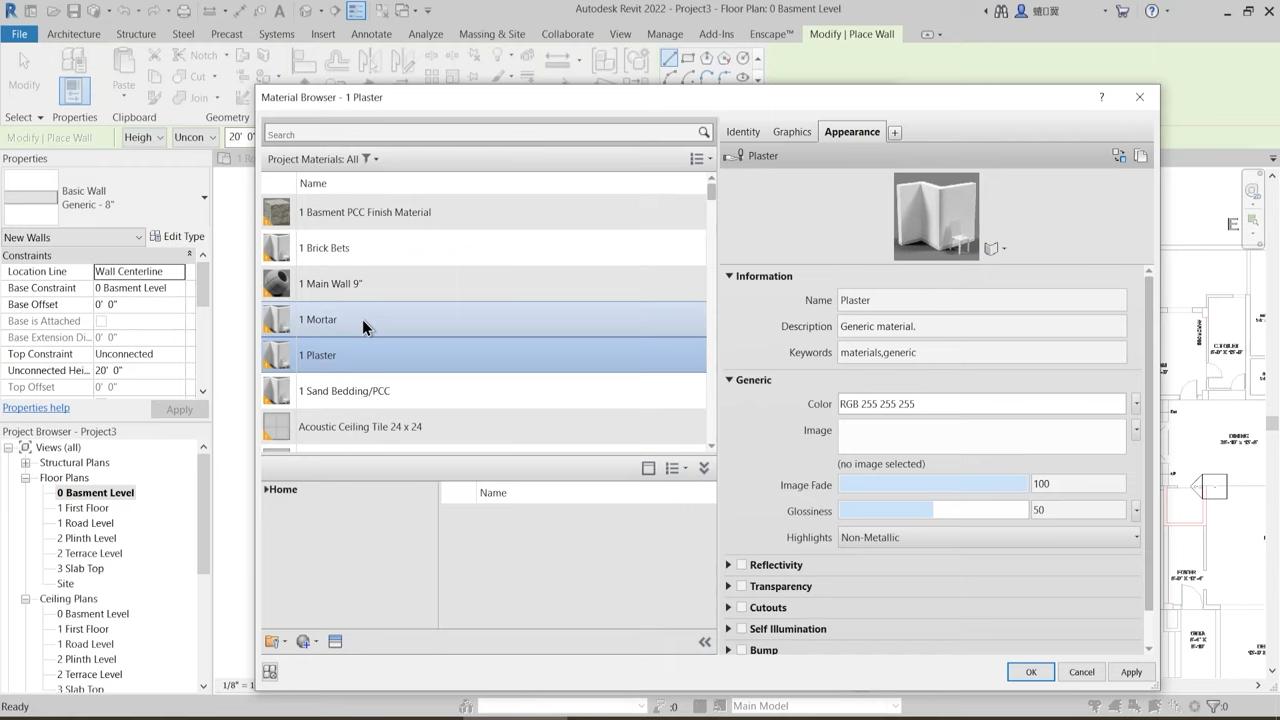 Autodesk Revit 2022 - Project3 - Floor Plan: 0 Basment Level
File Architecture Structure Steel Precast Systems Insert Annotate Analyze Massing & Site Collaborate View Manage Add-Ins Enscape™ Modify | Place Wall
Modify Paste Notch
Cut
Join
Select Properties Clipboard Geometry
Modify | Place Wall Heigh Uncon 20' 0"
Material Browser - 1 Plaster
Search
Project Materials: All
Name
1 Basment PCC Finish Material
1 Brick Bets
1 Main Wall 9"
1 Mortar
1 Plaster
1 Sand Bedding/PCC
Acoustic Ceiling Tile 24 x 24
Home
Name
Identity Graphics Appearance
Plaster
Information
Name Plaster
Description Generic material.
Keywords materials,generic
Generic
Color RGB 255 255 255
Image
(no image selected)
Image Fade 100
Glossiness 50
Highlights Non-Metallic
Reflectivity
Transparency
Cutouts
Self Illumination
Bump
OK Cancel Apply
Properties
Basic Wall
Generic - 8"
New Walls Edit Type
Constraints
Location Line Wall Centerline
Base Constraint 0 Basment Level
Base Offset 0' 0"
Base is Attached
Base Extension Di...
Top Constraint Unconnected
Unconnected Hei... 20' 0"
Top Offset 0' 0"
Properties help Apply
Project Browser - Project3
Views (all)
Structural Plans
Floor Plans
0 Basment Level
1 First Floor
1 Road Level
2 Plinth Level
2 Terrace Level
3 Slab Top
Site
Ceiling Plans
0 Basment Level
1 First Floor
1 Road Level
2 Plinth Level
2 Terrace Level
3 Slab Top
1/8" = 1
Ready
:0
Main Model
:0